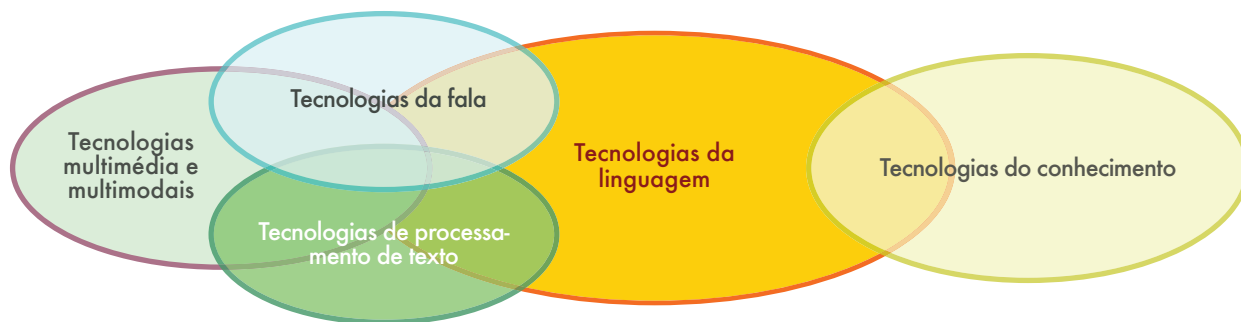 Tecnologias da fala
Tecnologias
multimédia e
multimodais
Tecnologias da
linguagem
Tecnologias do conhecimento
Tecnologias de processa-
mento de texto